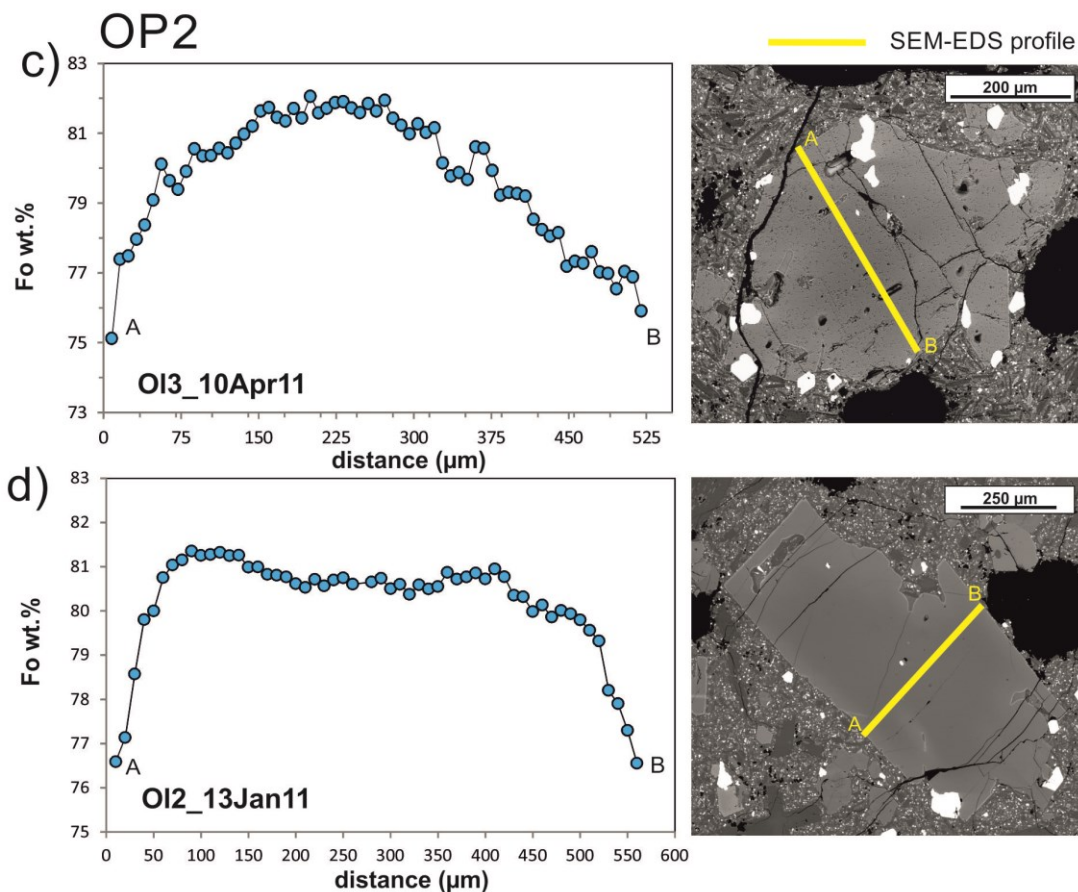 OP2
SEM-EDS profile
c)
83
81
79
77
75
73
Fo wt.%
A
B
Ol3_10Apr11
0 75 150 225 300 375 450 525
distance (µm)
200 µm
A
B
d)
83
82
81
80
79
78
77
76
75
Fo wt.%
A
B
Ol2_13Jan11
0 50 100 150 200 250 300 350 400 450 500 550 600
distance (µm)
250 µm
B
A